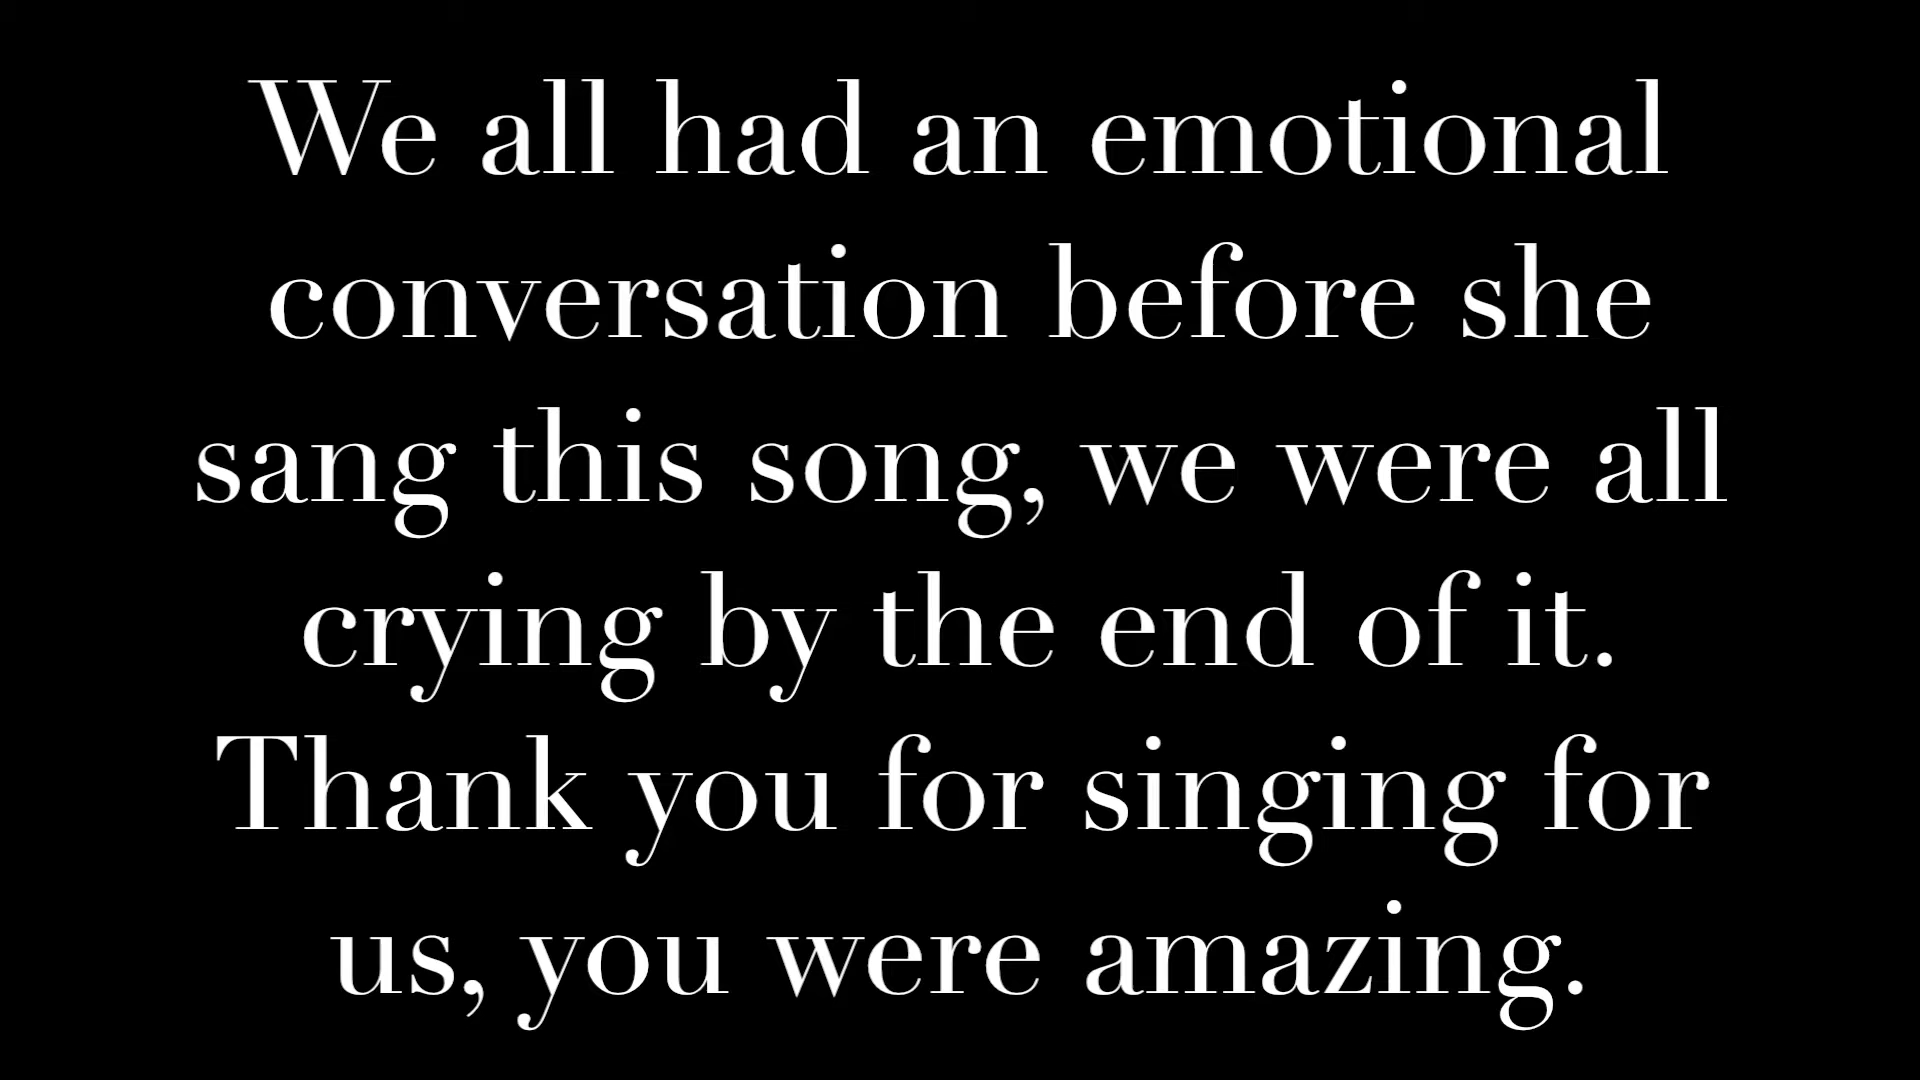 We all had an emotional
conversation before she
sang this song, we were all
crying by the end of it.
Thank you for singing for
us, you were amazing.